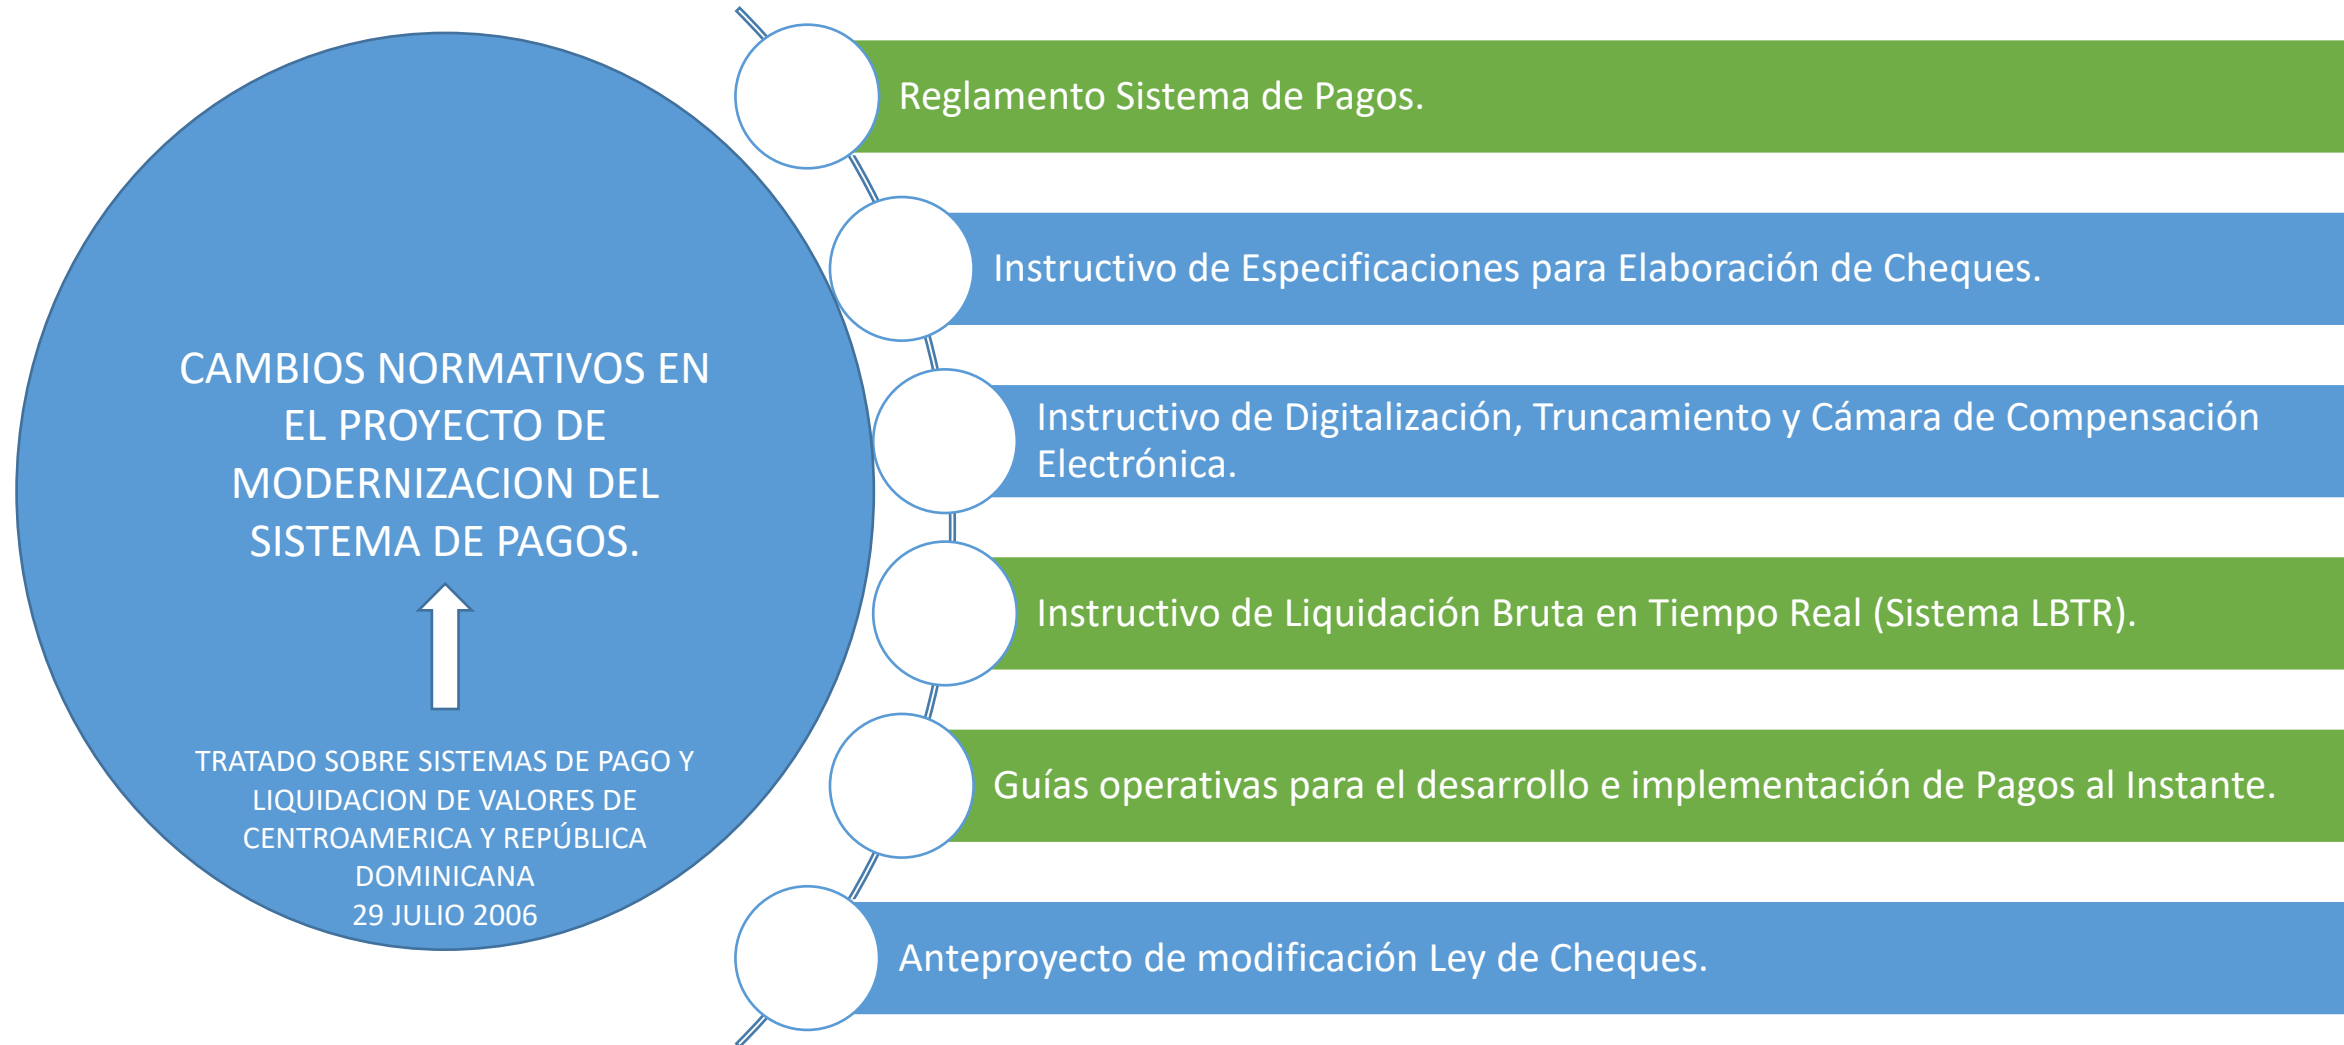 CAMBIOS NORMATIVOS EN
EL PROYECTO DE
MODERNIZACION DEL
SISTEMA DE PAGOS.
TRATADO SOBRE SISTEMAS DE PAGO Y
LIQUIDACION DE VALORES DE
CENTROAMERICA Y REPÚBLICA
DOMINICANA
29 JULIO 2006
Reglamento Sistema de Pagos.
Instructivo de Especificaciones para Elaboración de Cheques.
Instructivo de Digitalización, Truncamiento y Cámara de Compensación
Electrónica.
Instructivo de Liquidación Bruta en Tiempo Real (Sistema LBTR).
Guías operativas para el desarrollo e implementación de Pagos al Instante.
Anteproyecto de modificación Ley de Cheques.